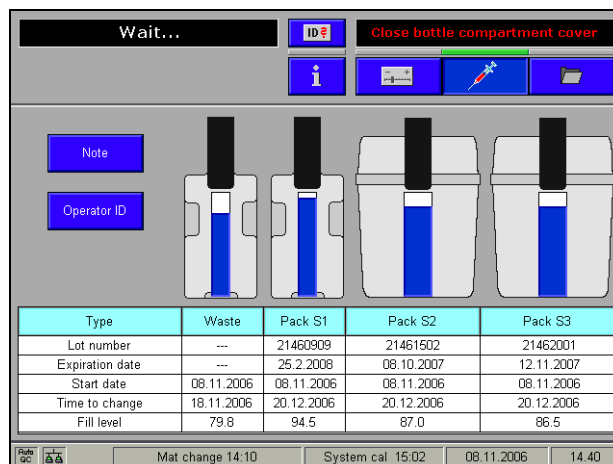 Wait...
ID?
Close bottle compartment cover
i
Note
Operator ID
Type Waste Pack S1 Pack S2 Pack S3
Lot number --- 21460909 21461502 21462001
Expiration date --- 25.2.2008 08.10.2007 12.11.2007
Start date 08.11.2006 08.11.2006 08.11.2006 08.11.2006
Time to change 18.11.2006 20.12.2006 20.12.2006 20.12.2006
Fill level 79.8 94.5 87.0 86.5
Auto QC Mat change 14:10 System cal 15:02 08.11.2006 14.40